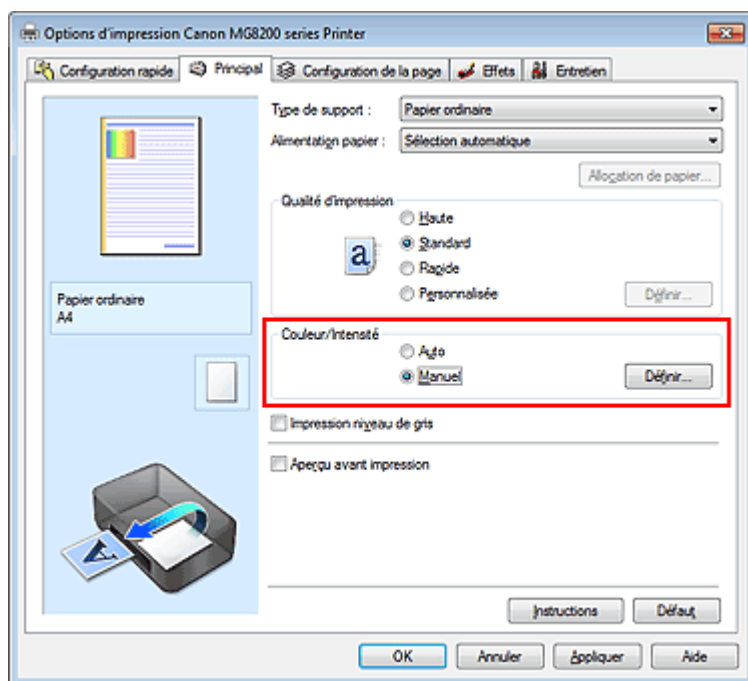 Options d'impression Canon MG8200 series Printer
Configuration rapide Principal Configuration de la page Effets Entretien
Type de support : Papier ordinaire
Alimentation papier : Sélection automatique
Allocation de papier...
Qualité d'impression
Haute
a Standard
Rapide
Personnalisée Définir...
Papier ordinaire
A4
Couleur/Intensité
Auto
Manuel Définir...
Impression niveau de gris
Aperçu avant impression
A
Instructions Défaut
OK Annuler Appliquer Aide